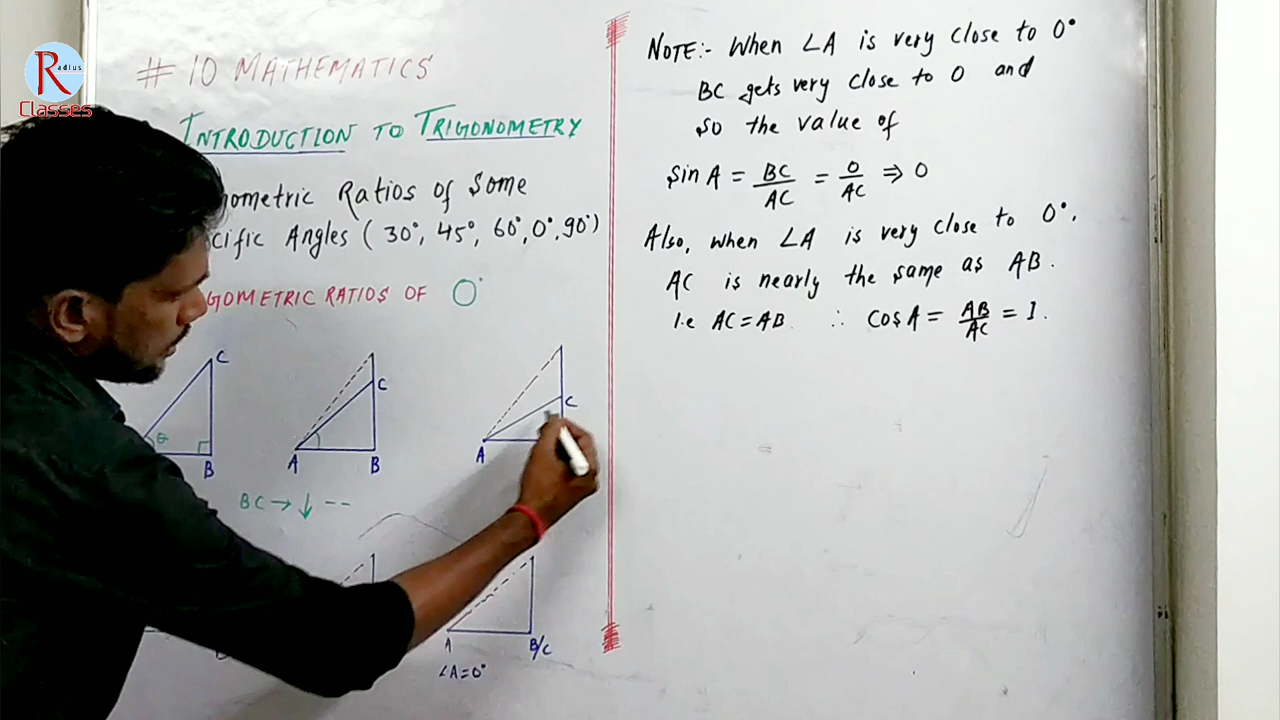 Radius
Classes
# 10 MATHEMATICS
INTRODUCTION TO TRIGONOMETRY
nometric Ratios of Some
cific Angles ( 30°, 45°, 60°, 0°, 90°)
GOMETRIC RATIOS OF 0°
C
θ
B
C
A
B
C
A
BC → ↓ --
A
B/C
∠A=0°
NOTE:- When ∠A is very close to 0°
BC gets very close to 0 and
so the value of
sin A = BC/AC = 0/AC ⇒ 0
Also, when ∠A is very close to 0°.
AC is nearly the same as AB.
i.e AC = AB. ∴ Cos A = AB/AC = 1.